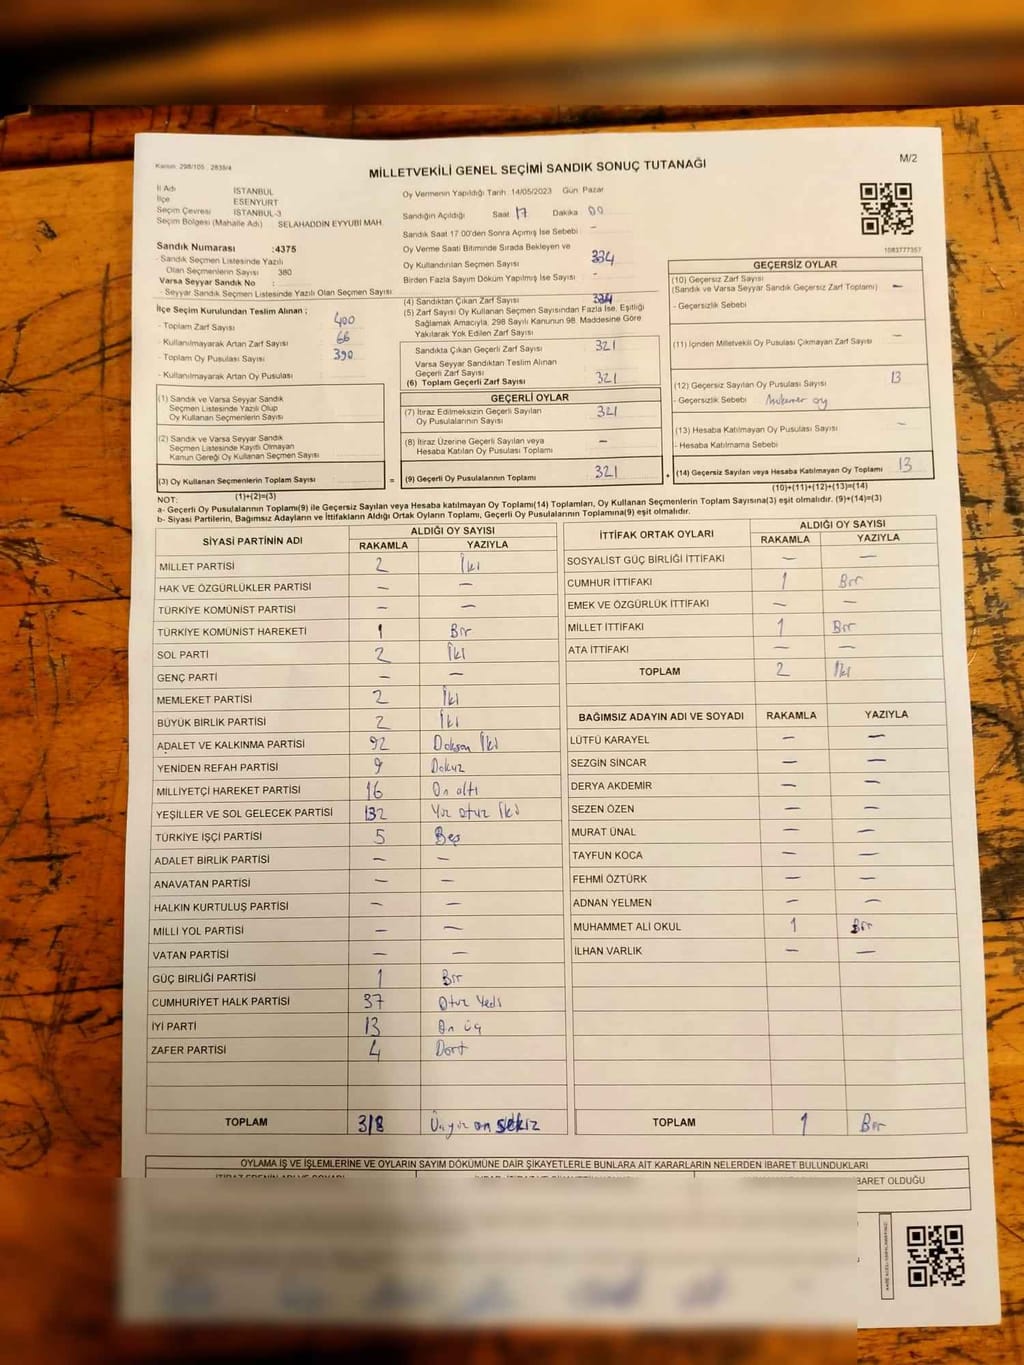 Kanun: 298/105 ; 2839/4
MİLLETVEKİLİ GENEL SEÇİMİ SANDIK SONUÇ TUTANAĞI
M/2
İl Adı İSTANBUL
İlçe ESENYURT
Seçim Çevresi İSTANBUL-3
Seçim Bölgesi (Mahalle Adı) SELAHADDİN EYYUBİ MAH.
Sandık Numarası :4375
- Sandık Seçmen Listesinde Yazılı
Olan Seçmenlerin Sayısı 380
Varsa Seyyar Sandık No :
- Seyyar Sandık Seçmen Listesinde Yazılı Olan Seçmen Sayısı
İlçe Seçim Kurulundan Teslim Alınan ;
- Toplam Zarf Sayısı 400
- Kullanılmayarak Artan Zarf Sayısı 66
- Toplam Oy Pusulası Sayısı 390
- Kullanılmayarak Artan Oy Pusulası
(1) Sandık ve Varsa Seyyar Sandık
Seçmen Listesinde Yazılı Olup
Oy Kullanan Seçmenlerin Sayısı
(2) Sandık ve Varsa Seyyar Sandık
Seçmen Listesinde Kayıtlı Olmayan
Kanun Gereği Oy Kullanan Seçmen Sayısı
(3) Oy Kullanan Seçmenlerin Toplam Sayısı
(1)+(2)=(3)
Oy Vermenin Yapıldığı Tarih 14/05/2023 Gün Pazar
Sandığın Açıldığı Saat 17 Dakika 00
Sandık Saat 17.00'den Sonra Açılmış İse Sebebi -
Oy Verme Saati Bitiminde Sırada Bekleyen ve
Oy Kullandırılan Seçmen Sayısı 334
Birden Fazla Sayım Döküm Yapılmış İse Sayısı -
(4) Sandıktan Çıkan Zarf Sayısı 334
(5) Zarf Sayısı Oy Kullanan Seçmen Sayısından Fazla İse, Eşitliği
Sağlamak Amacıyla, 298 Sayılı Kanunun 98. Maddesine Göre
Yakılarak Yok Edilen Zarf Sayısı
Sandıkta Çıkan Geçerli Zarf Sayısı 321
Varsa Seyyar Sandıktan Teslim Alınan
Geçerli Zarf Sayısı
(6) Toplam Geçerli Zarf Sayısı 321
GEÇERLİ OYLAR
(7) İtiraz Edilmeksizin Geçerli Sayılan
Oy Pusulalarının Sayısı 321
(8) İtiraz Üzerine Geçerli Sayılan veya
Hesaba Katılan Oy Pusulası Toplamı -
= (9) Geçerli Oy Pusulalarının Toplamı 321
1083777357
GEÇERSİZ OYLAR
(10) Geçersiz Zarf Sayısı
(Sandık ve Varsa Seyyar Sandık Geçersiz Zarf Toplamı) -
- Geçersizlik Sebebi
(11) İçinden Milletvekili Oy Pusulası Çıkmayan Zarf Sayısı -
(12) Geçersiz Sayılan Oy Pusulası Sayısı 13
- Geçersizlik Sebebi oy
(13) Hesaba Katılmayan Oy Pusulası Sayısı -
- Hesaba Katılmama Sebebi
+ (14) Geçersiz Sayılan veya Hesaba Katılmayan Oy Toplamı 13
(10)+(11)+(12)+(13)=(14)
NOT:
a- Geçerli Oy Pusulalarının Toplamı(9) ile Geçersiz Sayılan veya Hesaba katılmayan Oy Toplamı(14) Toplamları, Oy Kullanan Seçmenlerin Toplam Sayısına(3) eşit olmalıdır. (9)+(14)=(3)
b- Siyasi Partilerin, Bağımsız Adayların ve İttifakların Aldığı Ortak Oyların Toplamı, Geçerli Oy Pusulalarının Toplamına(9) eşit olmalıdır.
SİYASİ PARTİNİN ADI ALDIĞI OY SAYISI
RAKAMLA YAZIYLA
MİLLET PARTİSİ 2 İki
HAK VE ÖZGÜRLÜKLER PARTİSİ - -
TÜRKİYE KOMÜNİST PARTİSİ - -
TÜRKİYE KOMÜNİST HAREKETİ 1 Bir
SOL PARTİ 2 İki
GENÇ PARTİ - -
MEMLEKET PARTİSİ 2 İki
BÜYÜK BİRLİK PARTİSİ 2 İki
ADALET VE KALKINMA PARTİSİ 92 Doksan İki
YENİDEN REFAH PARTİSİ 9 Dokuz
MİLLİYETÇİ HAREKET PARTİSİ 16 On altı
YEŞİLLER VE SOL GELECEK PARTİSİ 132 Yüz otuz İki
TÜRKİYE İŞÇİ PARTİSİ 5 Beş
ADALET BİRLİK PARTİSİ - -
ANAVATAN PARTİSİ - -
HALKIN KURTULUŞ PARTİSİ - -
MİLLİ YOL PARTİSİ - -
VATAN PARTİSİ - -
GÜÇ BİRLİĞİ PARTİSİ 1 Bir
CUMHURİYET HALK PARTİSİ 37 Otuz Yedi
İYİ PARTİ 13 On üç
ZAFER PARTİSİ 4 Dört
TOPLAM 318 Üçyüz on sekiz
İTTİFAK ORTAK OYLARI ALDIĞI OY SAYISI
RAKAMLA YAZIYLA
SOSYALİST GÜÇ BİRLİĞİ İTTİFAKI - -
CUMHUR İTTİFAKI 1 Bir
EMEK VE ÖZGÜRLÜK İTTİFAKI - -
MİLLET İTTİFAKI 1 Bir
ATA İTTİFAKI - -
TOPLAM 2 İki
BAĞIMSIZ ADAYIN ADI VE SOYADI RAKAMLA YAZIYLA
LÜTFÜ KARAYEL - -
SEZGİN SİNCAR - -
DERYA AKDEMİR - -
SEZEN ÖZEN - -
MURAT ÜNAL - -
TAYFUN KOCA - -
FEHMİ ÖZTÜRK - -
ADNAN YELMEN - -
MUHAMMET ALİ OKUL 1 Bir
İLHAN VARLIK - -
TOPLAM 1 Bir
OYLAMA İŞ VE İŞLEMLERİNE VE OYLARIN SAYIM DÖKÜMÜNE DAİR ŞİKAYETLERLE BUNLARA AİT KARARLARIN NELERDEN İBARET BULUNDUKLARI
BARET OLDUĞU